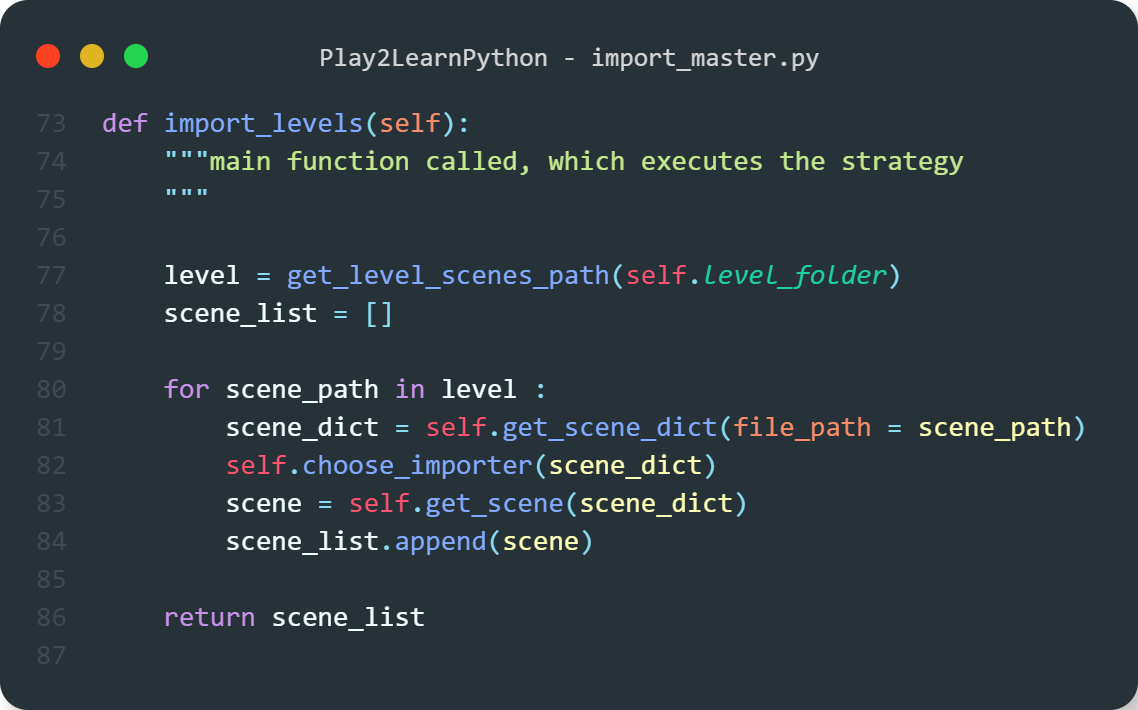 Play2LearnPython - import_master.py
73 def import_levels(self):
74     """main function called, which executes the strategy
75     """
76
77     level = get_level_scenes_path(self.level_folder)
78     scene_list = []
79
80     for scene_path in level :
81         scene_dict = self.get_scene_dict(file_path = scene_path)
82         self.choose_importer(scene_dict)
83         scene = self.get_scene(scene_dict)
84         scene_list.append(scene)
85
86     return scene_list
87